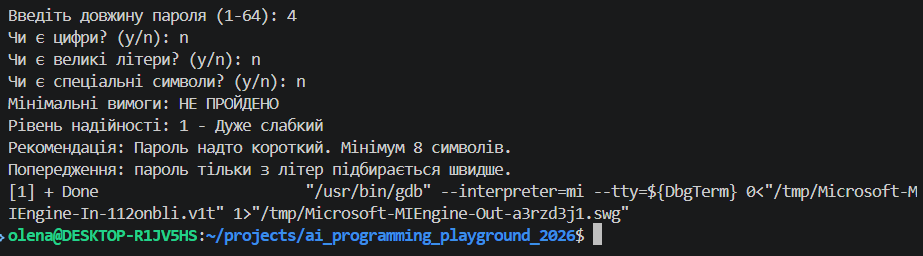 Введіть довжину пароля (1-64): 4
Чи є цифри? (y/n): n
Чи є великі літери? (y/n): n
Чи є спеціальні символи? (y/n): n
Мінімальні вимоги: НЕ ПРОЙДЕНО
Рівень надійності: 1 - Дуже слабкий
Рекомендація: Пароль надто короткий. Мінімум 8 символів.
Попередження: пароль тільки з літер підбирається швидше.
[1] + Done                       "/usr/bin/gdb" --interpreter=mi --tty=${DbgTerm} 0<"/tmp/Microsoft-M
IEngine-In-112onbli.v1t" 1>"/tmp/Microsoft-MIEngine-Out-a3rzd3j1.swg"
olena@DESKTOP-R1JV5HS:~/projects/ai_programming_playground_2026$